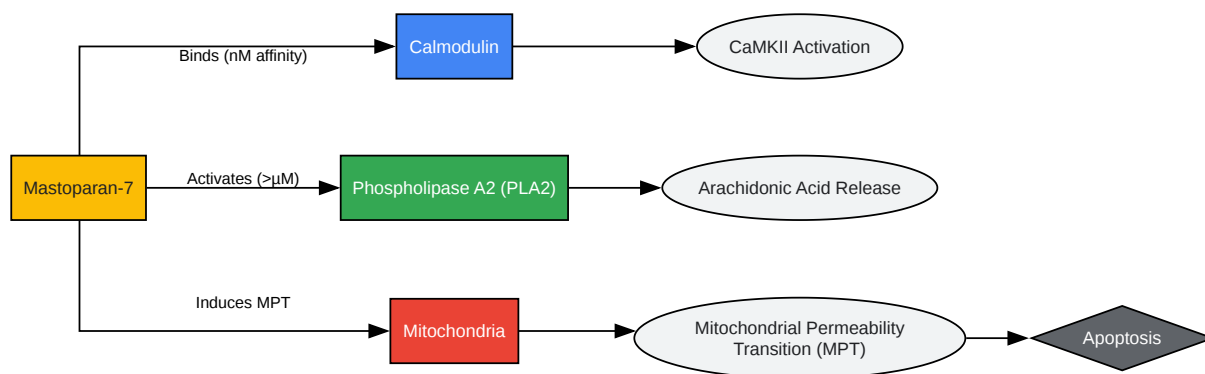 Binds (nM affinity)
Calmodulin
CaMKII Activation
Mastoparan-7
Activates (>µM)
Phospholipase A2 (PLA2)
Arachidonic Acid Release
Induces MPT
Mitochondria
Mitochondrial Permeability
Transition (MPT)
Apoptosis